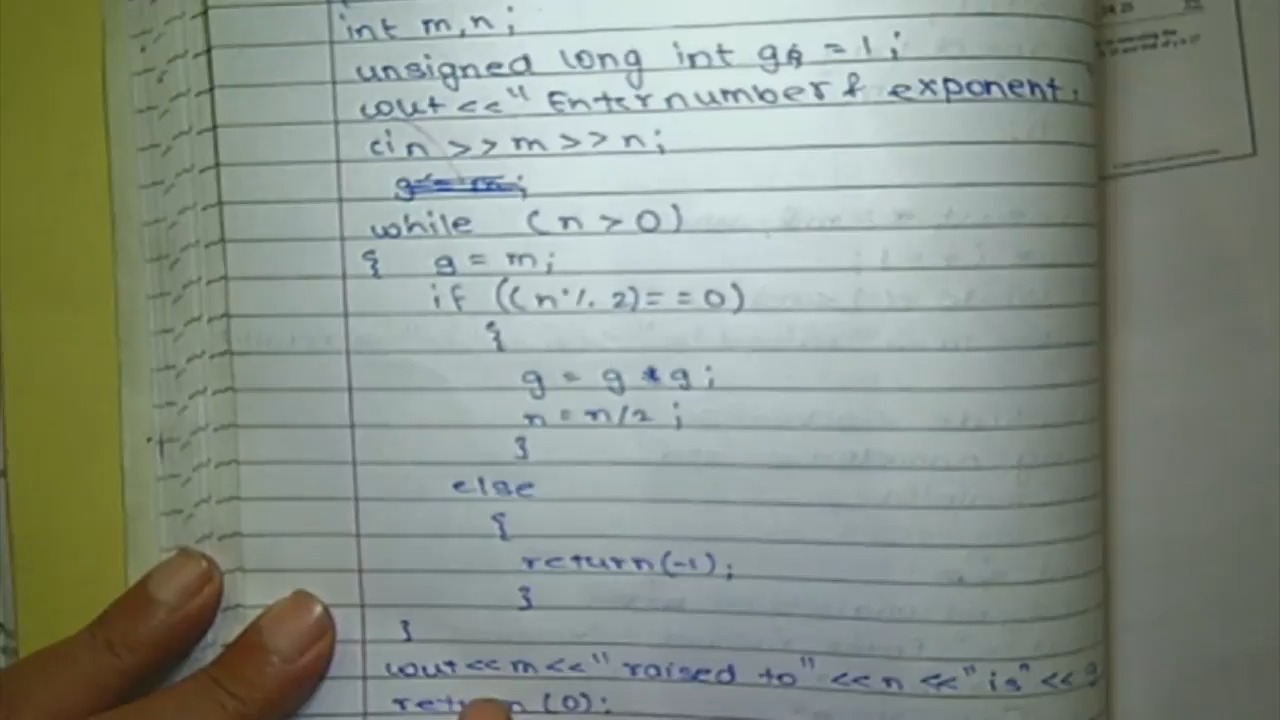 int m,n;
unsigned long int g = 1;
cout <<" Enter number & exponent.
cin >> m >> n;
g = m;
while (n > 0)
{ g = m;
if ((n % 2) == 0)
{
g = g * g;
n = n/2 ;
}
else
{
return(-1);
}
}
cout << m <<" raised to" << n <<" is" << g
return (0);